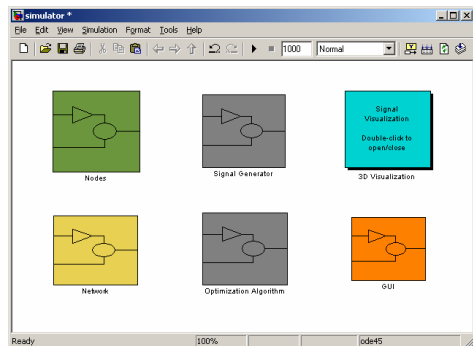 simulator *
File Edit View Simulation Format Tools Help
1000 Normal
Signal
Visualization
Double-click to
open/close
Nodes
Signal Generator
3D Visualization
Network
Optimization Algorithm
GUI
Ready 100% ode45